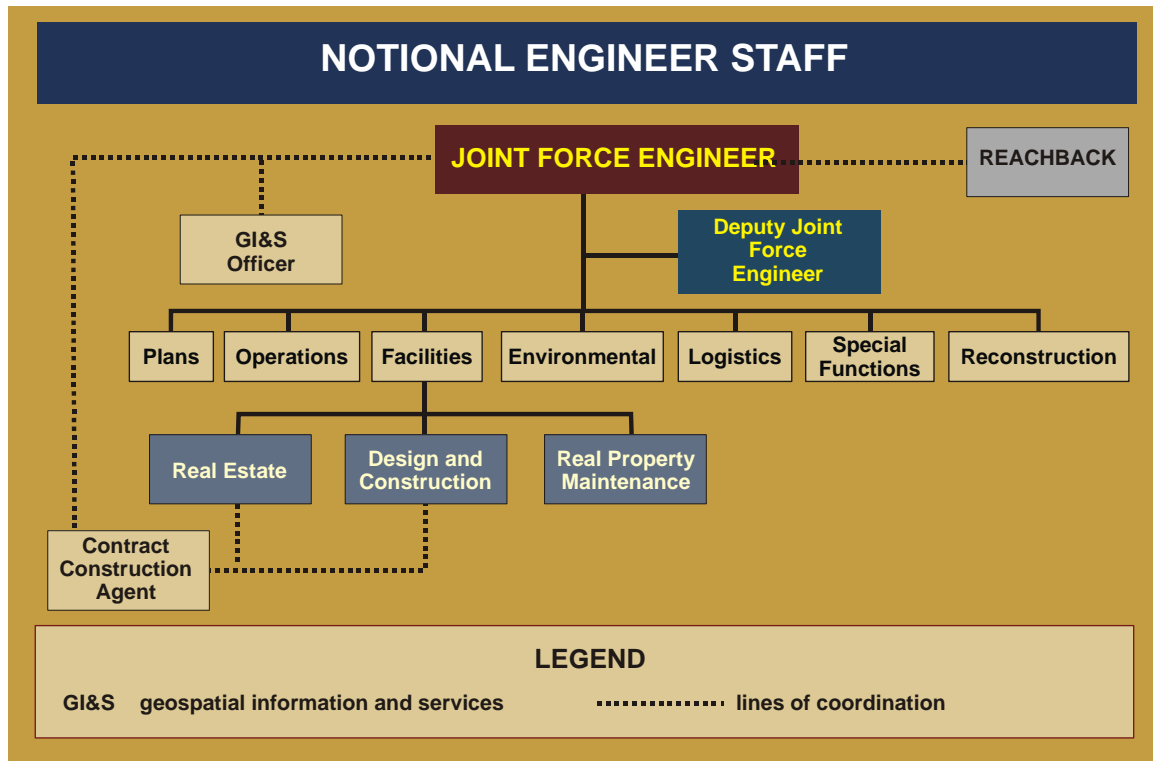 NOTIONAL ENGINEER STAFF
JOINT FORCE ENGINEER
REACHBACK
GI&S
Officer
Deputy Joint
Force
Engineer
Plans
Operations
Facilities
Environmental
Logistics
Special
Functions
Reconstruction
Real Estate
Design and
Construction
Real Property
Maintenance
Contract
Construction
Agent
LEGEND
GI&S geospatial information and services lines of coordination